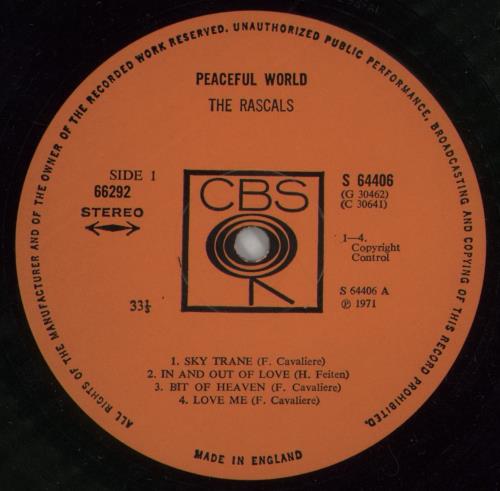 ALL RIGHTS OF THE MANUFACTURER AND OF THE OWNER OF THE RECORDED WORK RESERVED. UNAUTHORIZED PUBLIC PERFORMANCE, BROADCASTING AND COPYING OF THIS RECORD PROHIBITED.
PEACEFUL WORLD
THE RASCALS
SIDE 1
66292
STEREO
CBS
S 64406
(G 30462)
(C 30641)
1—4.
Copyright
Control
33⅓
S 64406 A
℗ 1971
1. SKY TRANE (F. Cavaliere)
2. IN AND OUT OF LOVE (H. Feiten)
3. BIT OF HEAVEN (F. Cavaliere)
4. LOVE ME (F. Cavaliere)
MADE IN ENGLAND